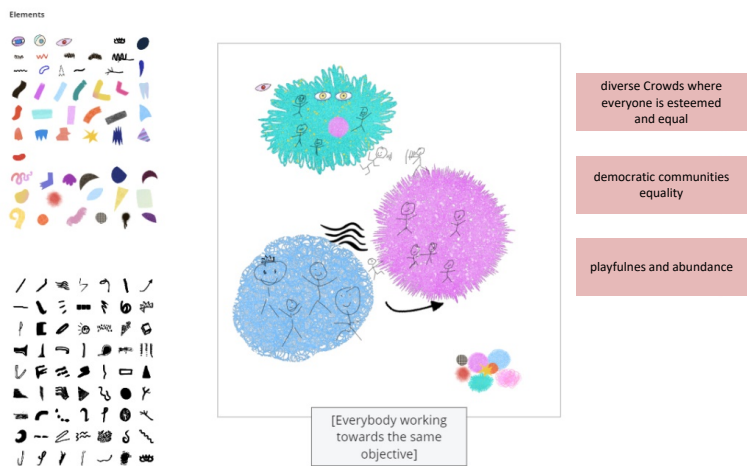 Elements
diverse Crowds where
everyone is esteemed
and equal
democratic communities
equality
playfulnes and abundance
[Everybody working
towards the same
objective]